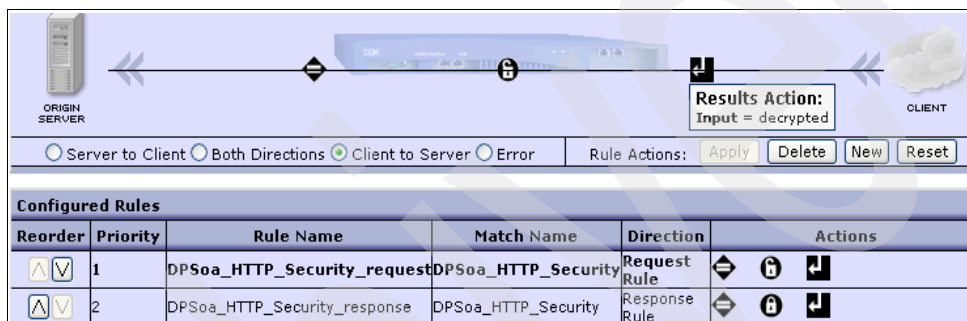 IBM
ORIGIN
SERVER
Results Action:
Input = decrypted
CLIENT
Server to Client Both Directions Client to Server Error Rule Actions: Apply Delete New Reset
Configured Rules
Reorder Priority Rule Name Match Name Direction Actions
1 DPSoa_HTTP_Security_request DPSoa_HTTP_Security Request Rule
2 DPSoa_HTTP_Security_response DPSoa_HTTP_Security Response Rule